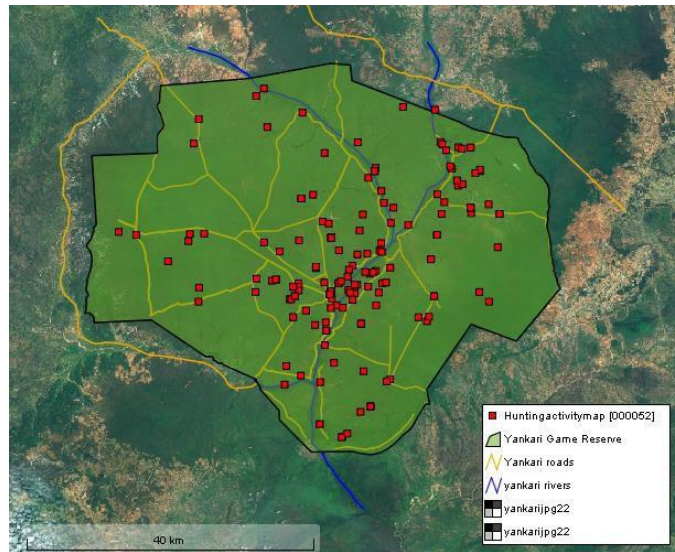 Huntingactivitymap [000052]
Yankari Game Reserve
Yankari roads
yankari rivers
yankarijpg22
yankarijpg22
40 km